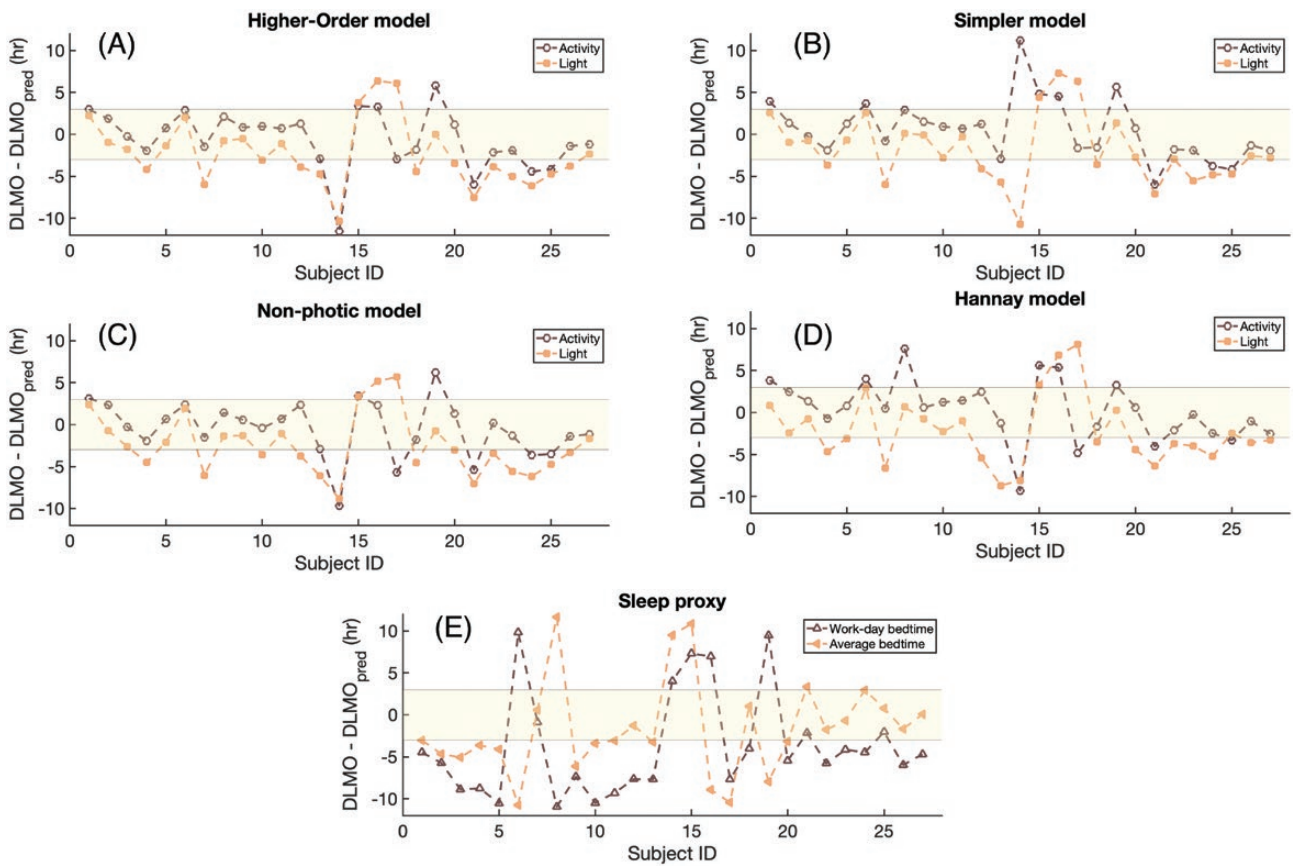 Higher-Order model
(A)
Activity
Light
DLMO - DLMOpred (hr)
10
5
0
-5
-10
0 5 10 15 20 25
Subject ID
Simpler model
(B)
Activity
Light
DLMO - DLMOpred (hr)
10
5
0
-5
-10
0 5 10 15 20 25
Subject ID
Non-photic model
(C)
Activity
Light
DLMO - DLMOpred (hr)
10
5
0
-5
-10
0 5 10 15 20 25
Subject ID
Hannay model
(D)
Activity
Light
DLMO - DLMOpred (hr)
10
5
0
-5
-10
0 5 10 15 20 25
Subject ID
Sleep proxy
(E)
Work-day bedtime
Average bedtime
DLMO - DLMOpred (hr)
10
5
0
-5
-10
0 5 10 15 20 25
Subject ID